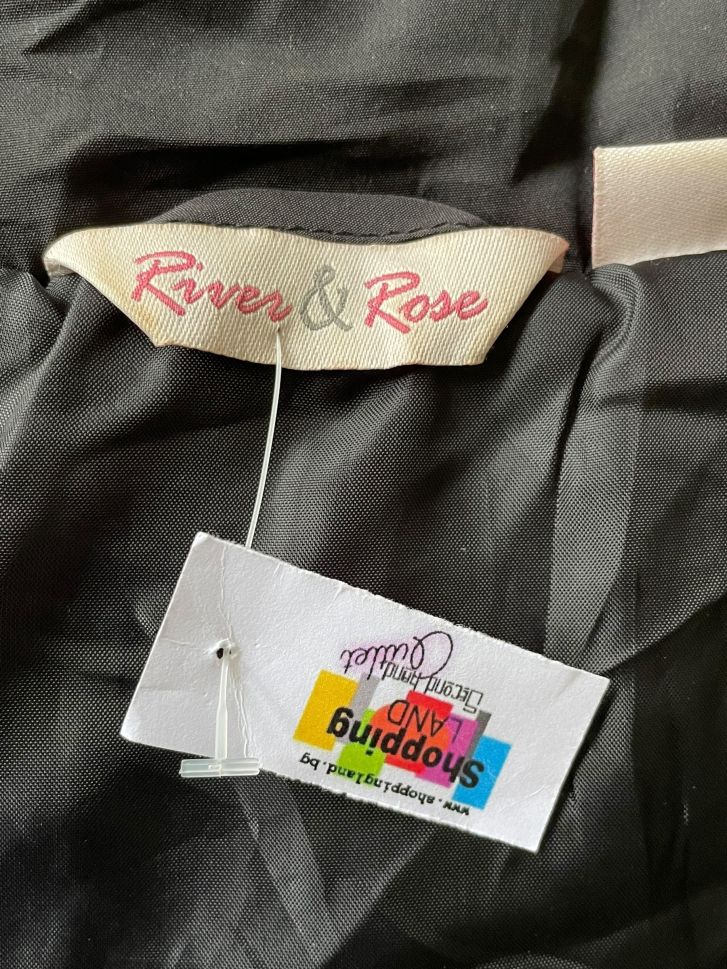 River & Rose
www.shoppingland.bg
Shopping
LAND
Second Hand
Outlet